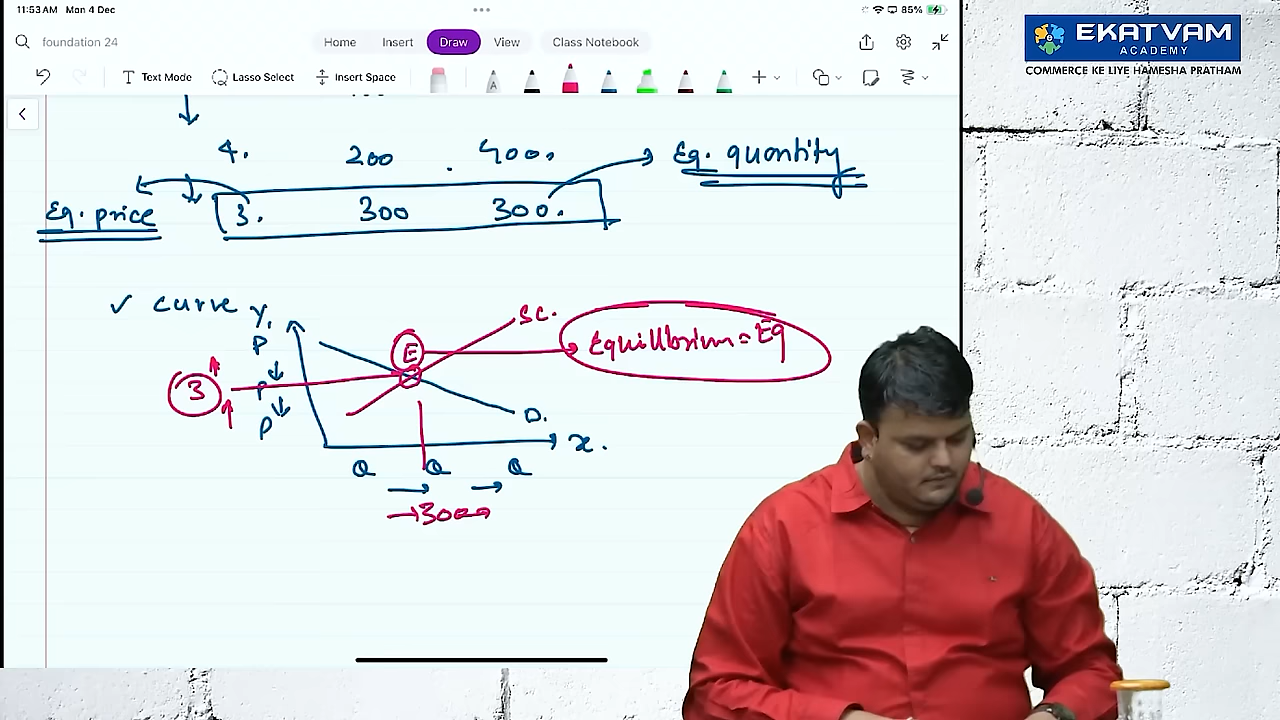 11:53 AM Mon 4 Dec
85%
foundation 24
Home Insert Draw View Class Notebook
Text Mode Lasso Select Insert Space
EKATVAM
ACADEMY
COMMERCE KE LIYE HAMESHA PRATHAM
4. 200 400.
Eq. quantity
Eq. price
3. 300 300.
✓ curve
Y.
P
P
P
3
E
SC.
Equillibrium = Eq
D.
x.
Q Q Q
300